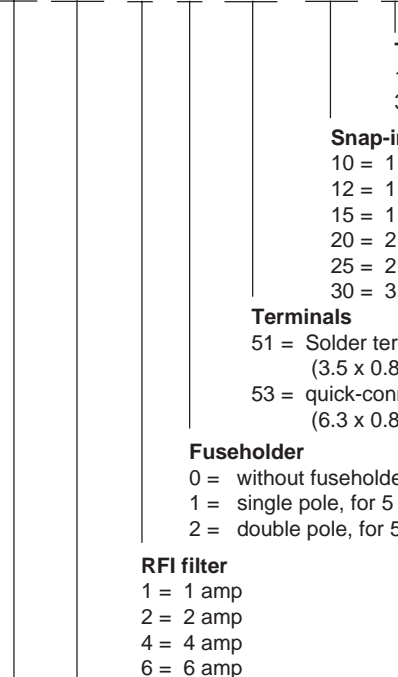 Snap-i
10 = 1
12 = 1
15 = 1
20 = 2
25 = 2
30 = 3
Terminals
51 = Solder ter
(3.5 x 0.8
53 = quick-con
(6.3 x 0.8
Fuseholder
0 = without fuseholde
1 = single pole, for 5
2 = double pole, for 5
RFI filter
1 = 1 amp
2 = 2 amp
4 = 4 amp
6 = 6 amp